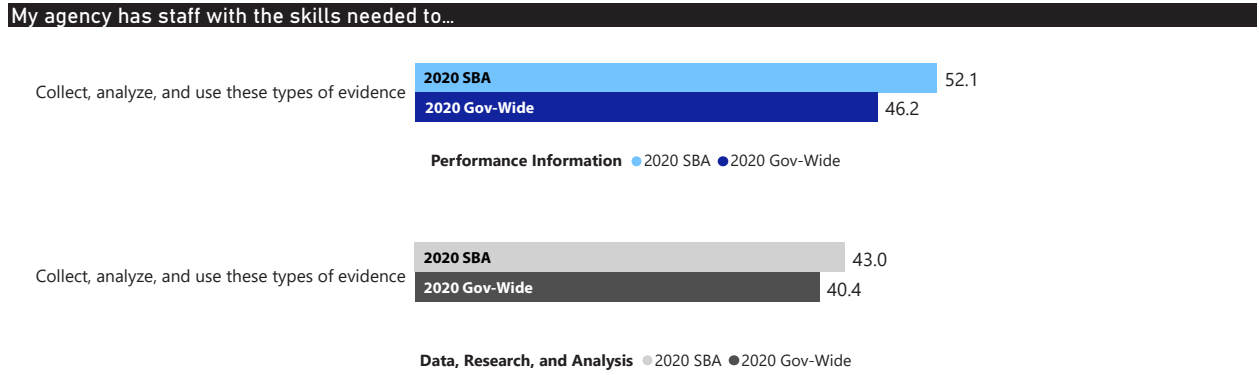 My agency has staff with the skills needed to...
2020 SBA
52.1
Collect, analyze, and use these types of evidence
2020 Gov-Wide
46.2
Performance Information 2020 SBA 2020 Gov-Wide
2020 SBA
43.0
Collect, analyze, and use these types of evidence
2020 Gov-Wide
40.4
Data, Research, and Analysis 2020 SBA 2020 Gov-Wide